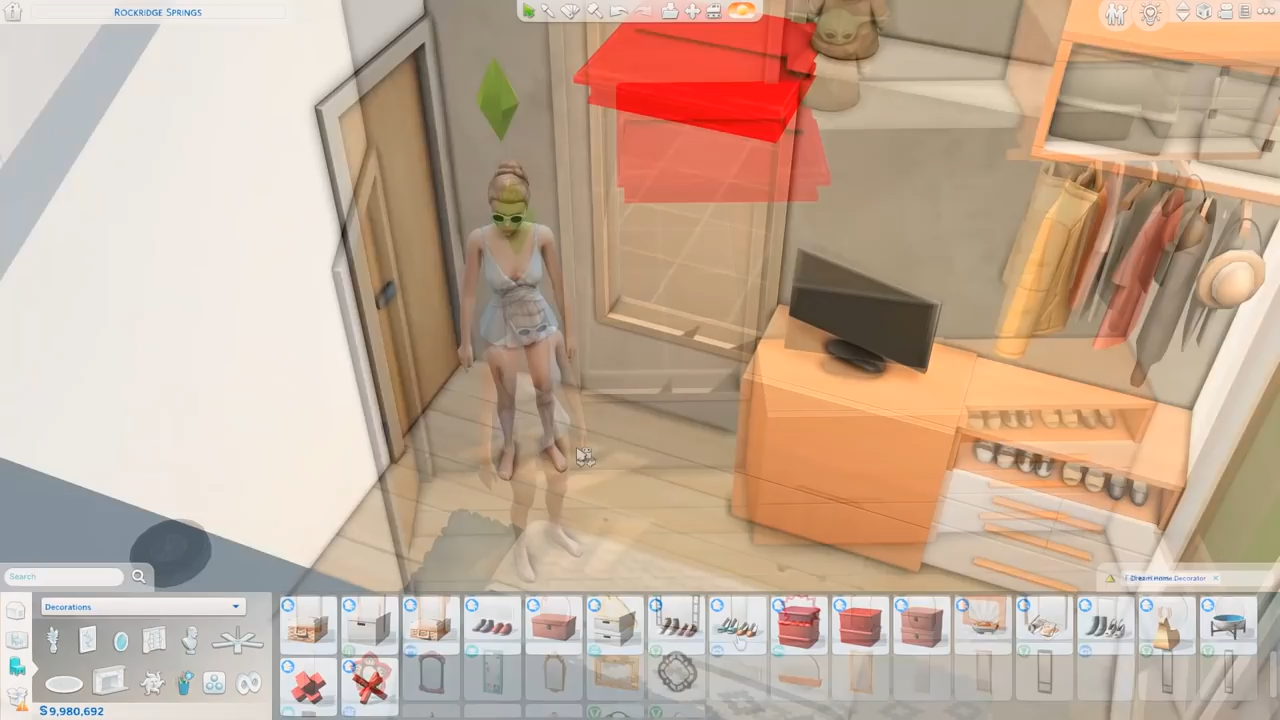 Rockridge Springs
Dream Home Decorator
Search
Decorations
§9,980,692